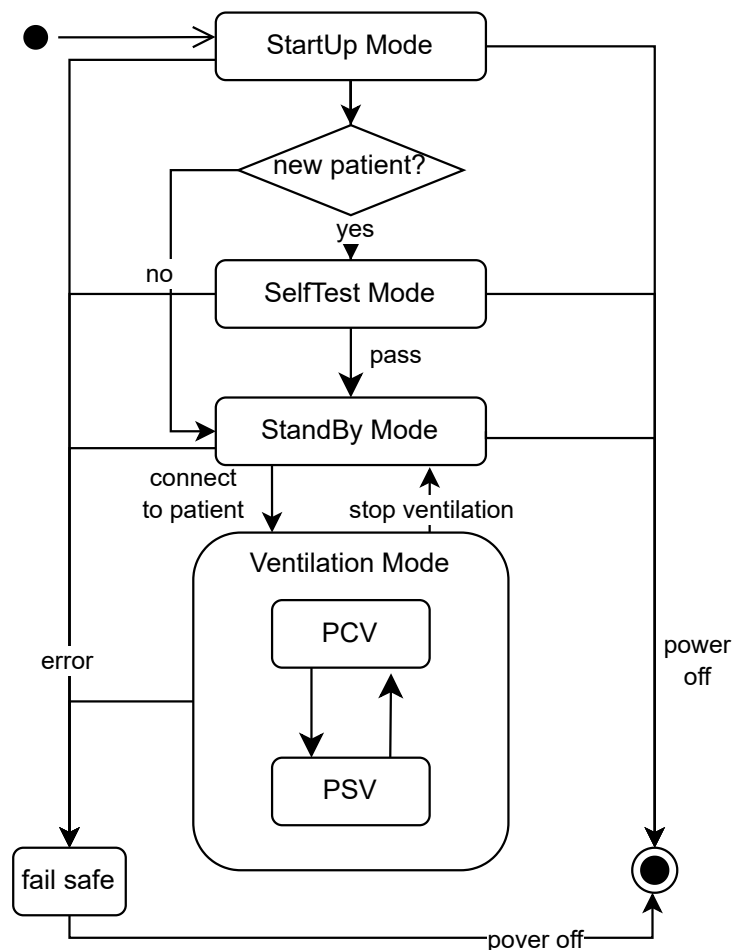 StartUp Mode
new patient?
yes
no
SelfTest Mode
pass
StandBy Mode
connect
to patient
stop ventilation
Ventilation Mode
PCV
error
power
off
PSV
fail safe
pover off